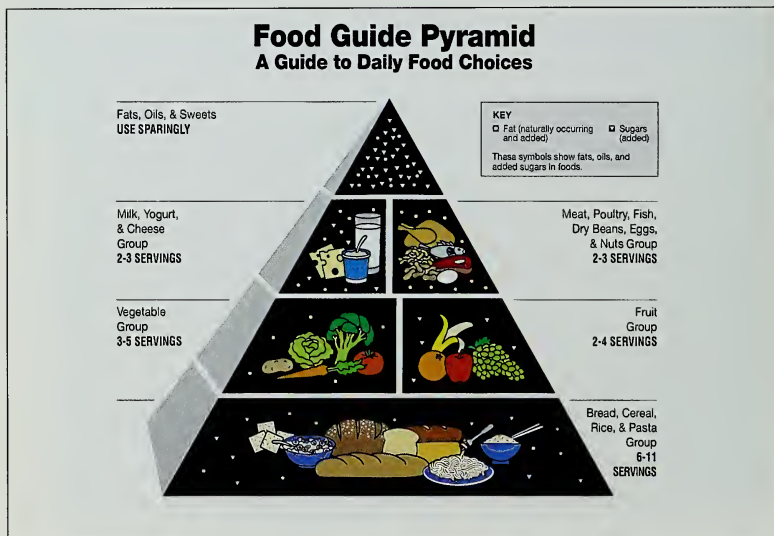 Food Guide Pyramid
A Guide to Daily Food Choices
Fats, Oils, & Sweets
USE SPARINGLY
KEY
Fat (naturally occurring
and added)
Sugars
(added)
These symbols show fats, oils, and
added sugars in foods.
Milk, Yogurt,
& Cheese
Group
2-3 SERVINGS
Meat, Poultry, Fish,
Dry Beans, Eggs,
& Nuts Group
2-3 SERVINGS
Vegetable
Group
3-5 SERVINGS
Fruit
Group
2-4 SERVINGS
Bread, Cereal,
Rice, & Pasta
Group
6-11
SERVINGS